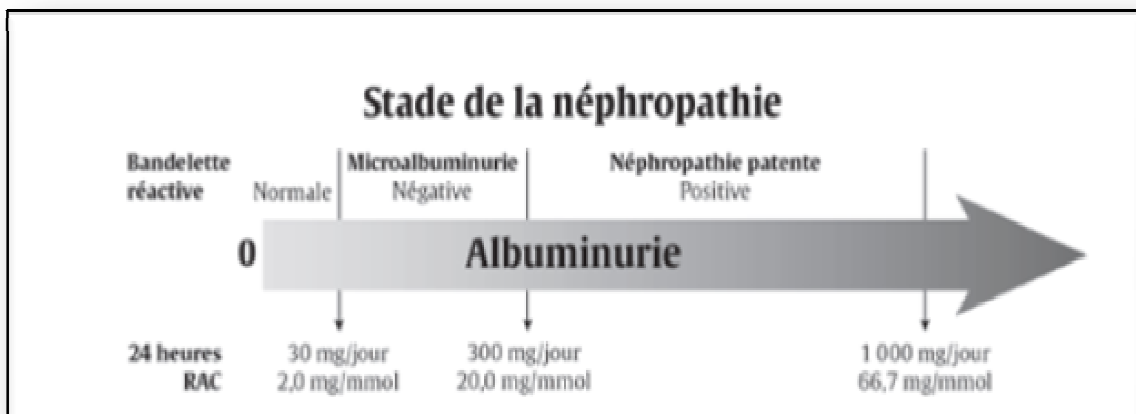 Stade de la néphropathie
Bandelette réactive
Normale
Microalbuminurie
Négative
Néphropathie patente
Positive
0
Albuminurie
24 heures 30 mg/jour 300 mg/jour 1 000 mg/jour
RAC 2,0 mg/mmol 20,0 mg/mmol 66,7 mg/mmol